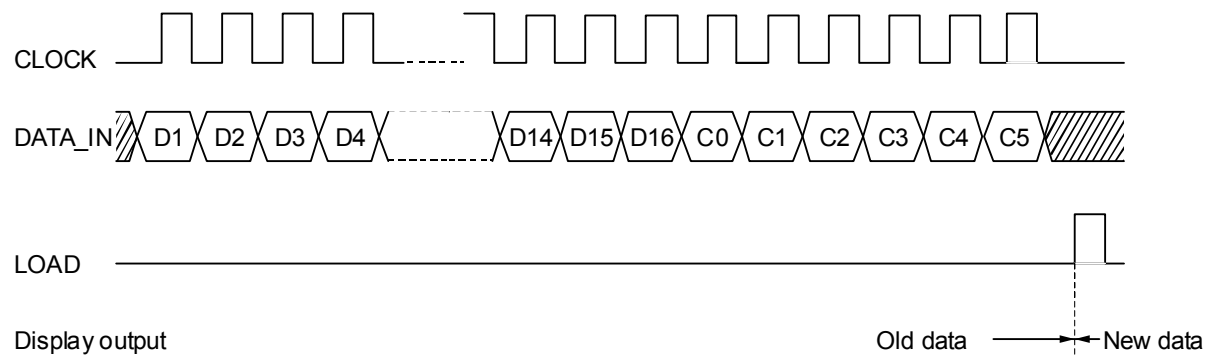 CLOCK
DATA_IN D1 D2 D3 D4 D14 D15 D16 C0 C1 C2 C3 C4 C5
LOAD
Display output Old data New data